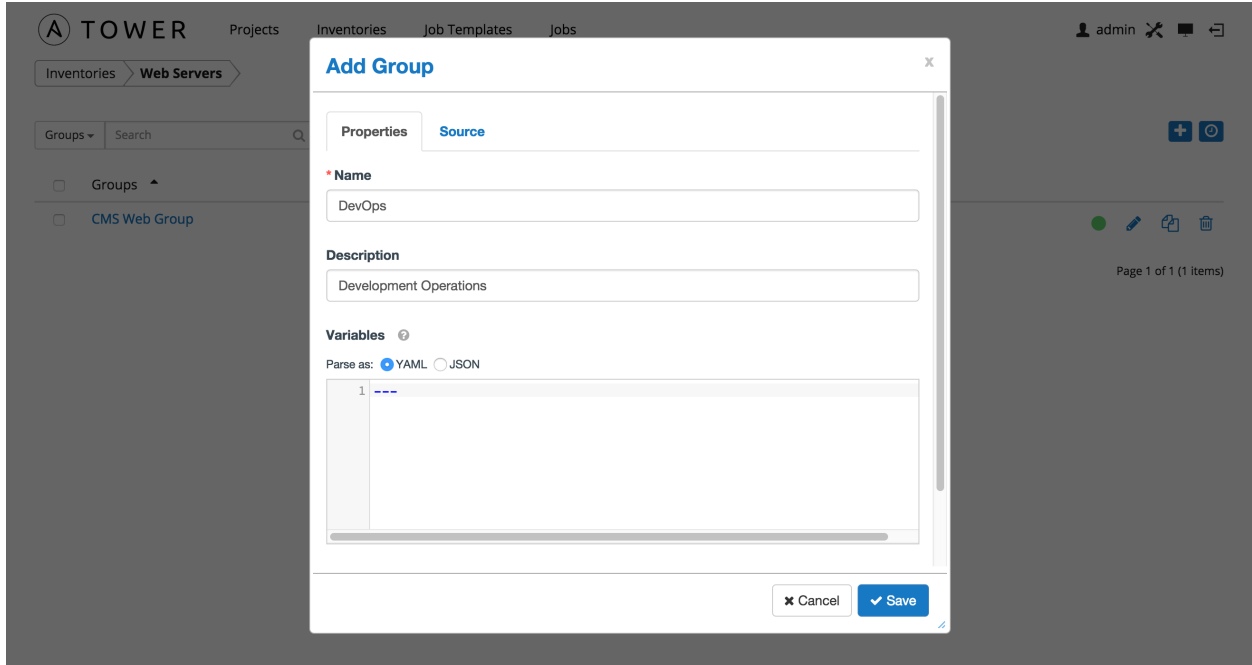 A TOWER Projects Inventories Job Templates Jobs admin
Inventories Web Servers
Add Group x
Groups Search
Properties Source
Groups
* Name
CMS Web Group
DevOps
Description
Page 1 of 1 (1 items)
Development Operations
Variables ?
Parse as: YAML JSON
1 ---
Cancel Save